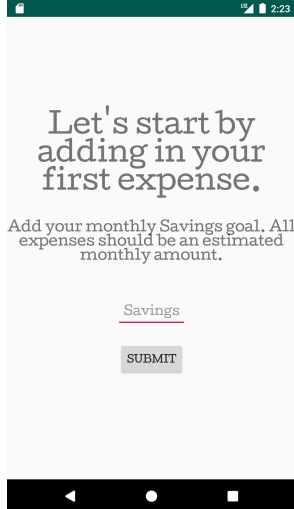 LTE 2:23
Let's start by
adding in your
first expense.
Add your monthly Savings goal. All
expenses should be an estimated
monthly amount.
Savings
SUBMIT